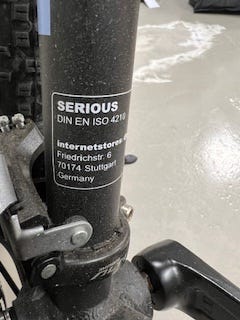 SERIOUS
DIN EN ISO 4210
internetstores
Friedrichstr. 6
70174 Stuttgart
Germany